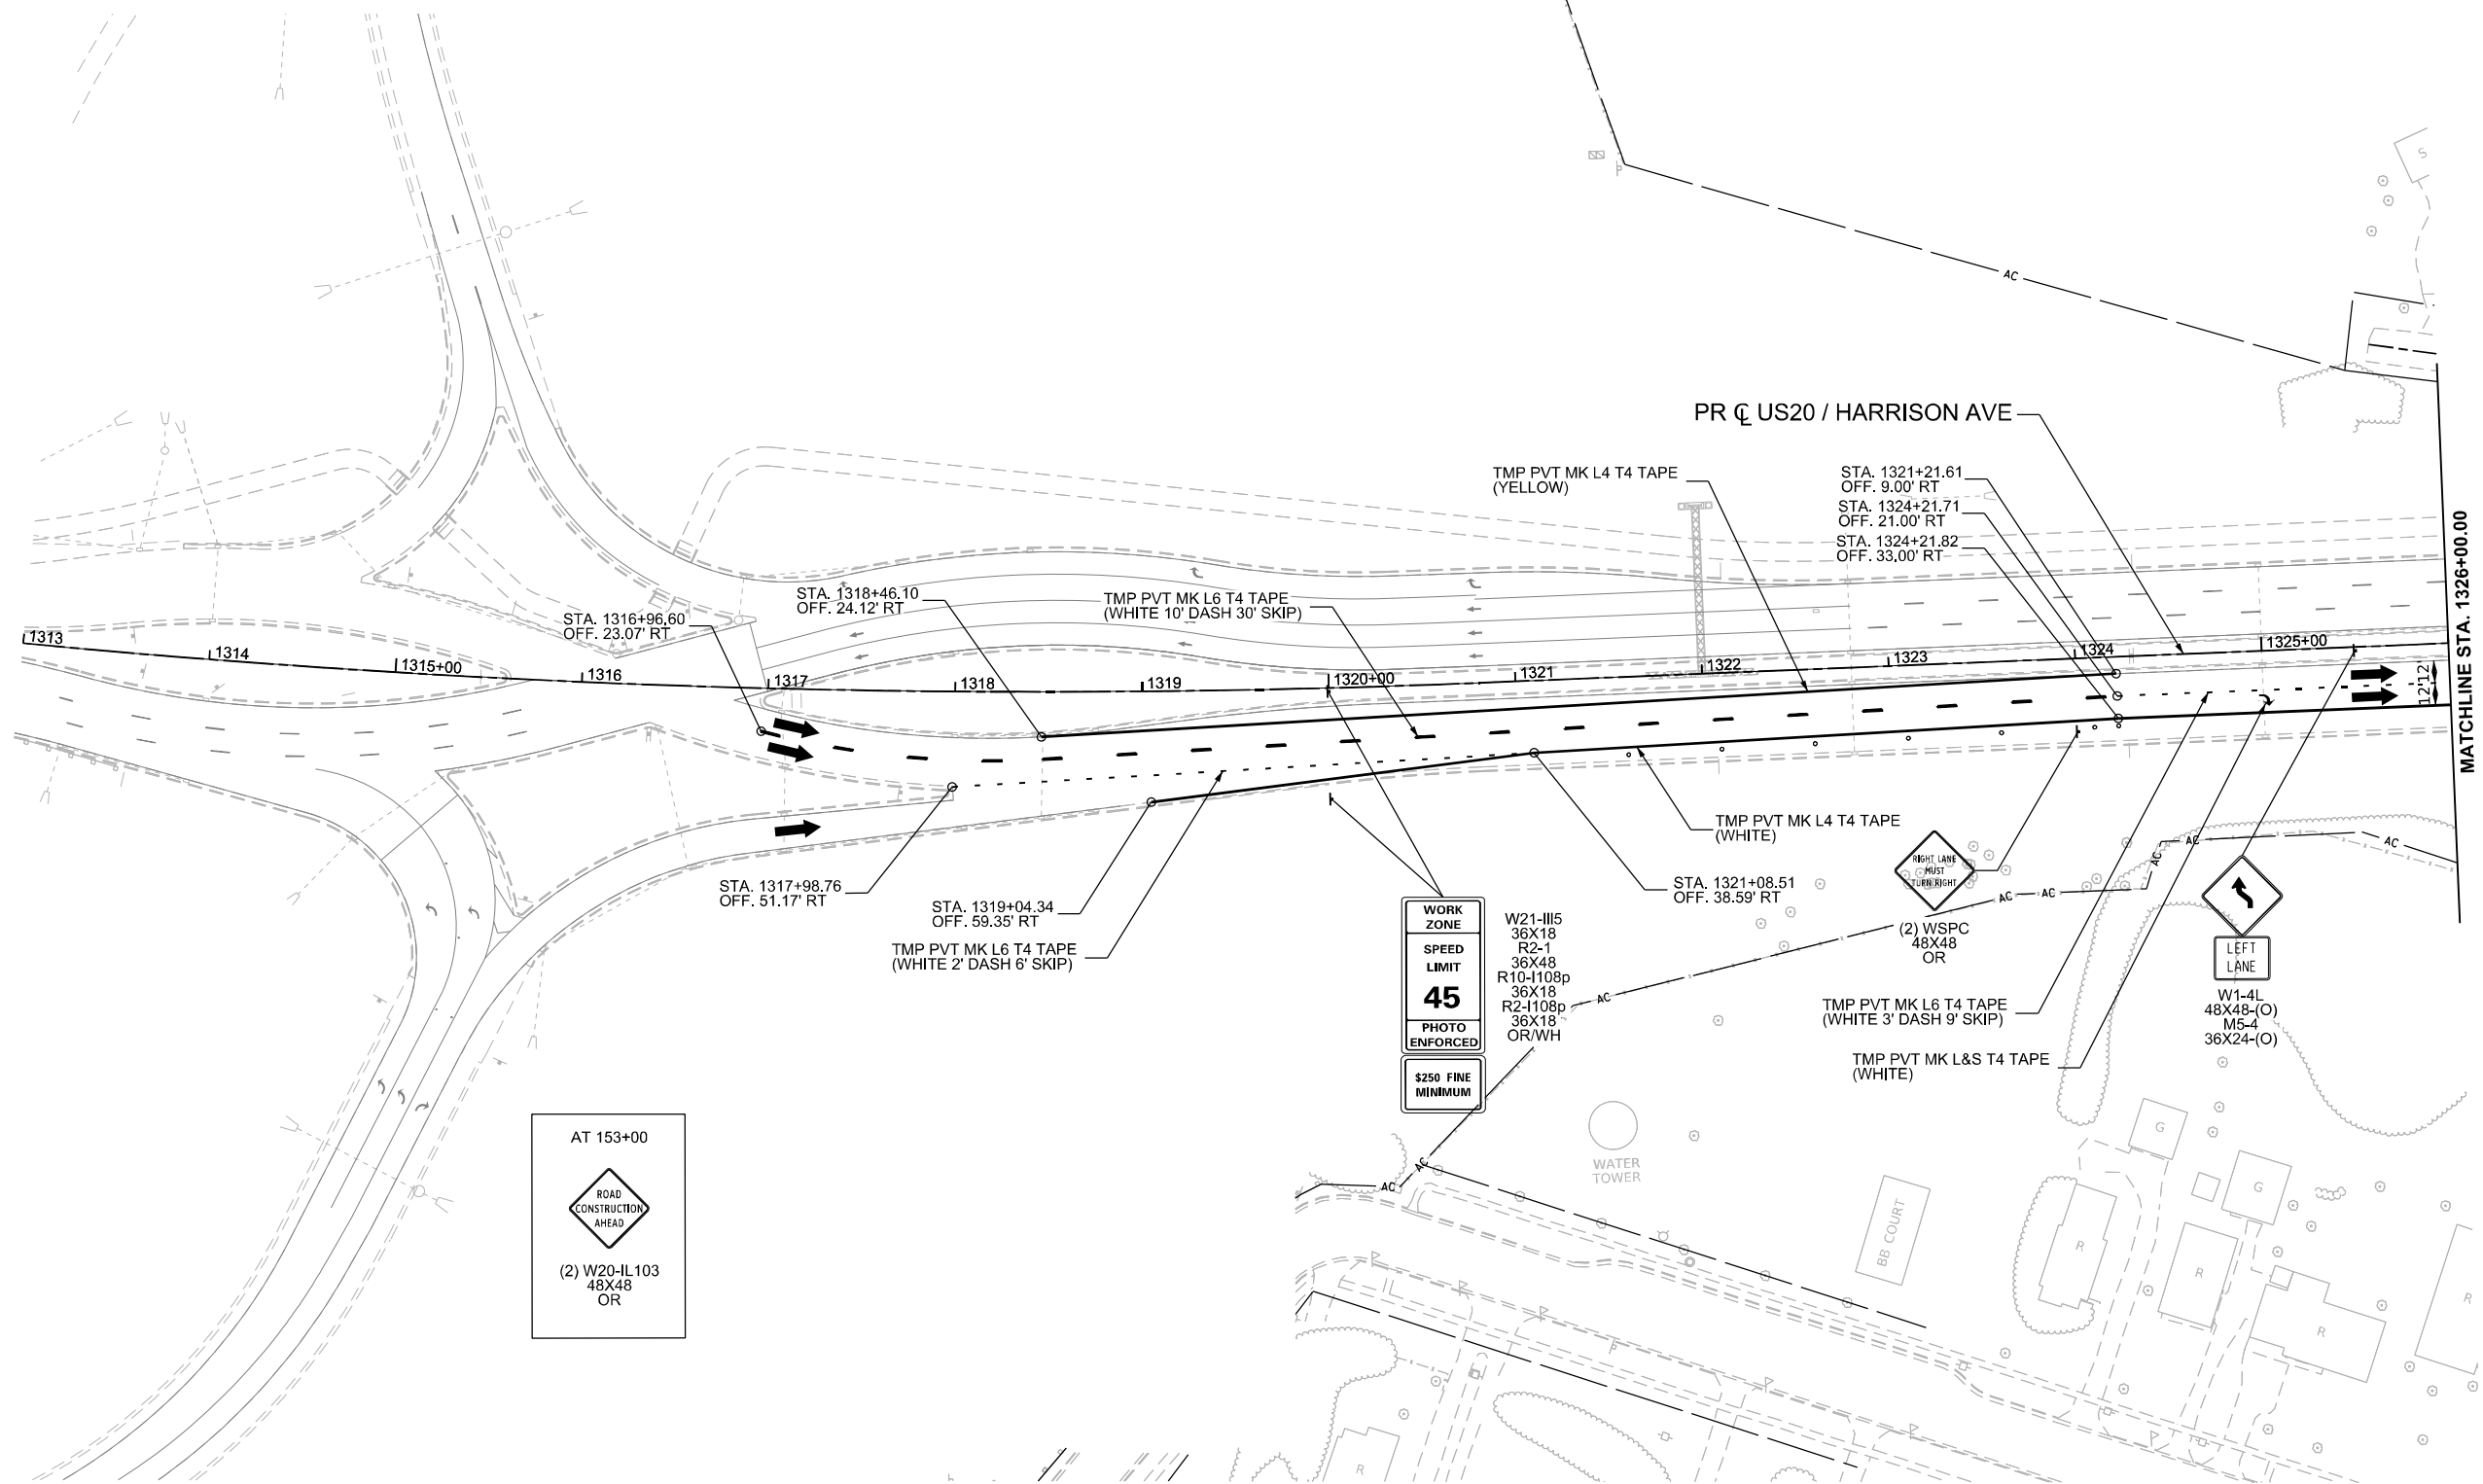 S
AC
PR ℄ US20 / HARRISON AVE
TMP PVT MK L4 T4 TAPE
(YELLOW)
STA. 1321+21.61
OFF. 9.00' RT
STA. 1324+21.71
OFF. 21.00' RT
STA. 1324+21.82
OFF. 33.00' RT
MATCHLINE STA. 1326+00.00
STA. 1318+46.10
OFF. 24.12' RT
TMP PVT MK L6 T4 TAPE
(WHITE 10' DASH 30' SKIP)
STA. 1316+96.60
OFF. 23.07' RT
1313
1314
1315+00
1316
1317
1318
1319
1320+00
1321
1322
1323
1324
1325+00
12
12
TMP PVT MK L4 T4 TAPE
(WHITE)
STA. 1317+98.76
OFF. 51.17' RT
STA. 1319+04.34
OFF. 59.35' RT
TMP PVT MK L6 T4 TAPE
(WHITE 2' DASH 6' SKIP)
STA. 1321+08.51
OFF. 38.59' RT
WORK
ZONE
SPEED
LIMIT
45
PHOTO
ENFORCED
$250 FINE
MINIMUM
W21-III5
36X18
R2-1
36X48
R10-I108p
36X18
R2-I108p
36X18
OR/WH
RIGHT LANE
MUST
TURN RIGHT
(2) WSPC
48X48
OR
AC
AC
AC
AC
AC
AC
AC
LEFT
LANE
W1-4L
48X48-(O)
M5-4
36X24-(O)
TMP PVT MK L6 T4 TAPE
(WHITE 3' DASH 9' SKIP)
TMP PVT MK L&S T4 TAPE
(WHITE)
AT 153+00
ROAD
CONSTRUCTION
AHEAD
(2) W20-IL103
48X48
OR
WATER
TOWER
AC
AC
BB COURT
G
G
R
R
R
R
R